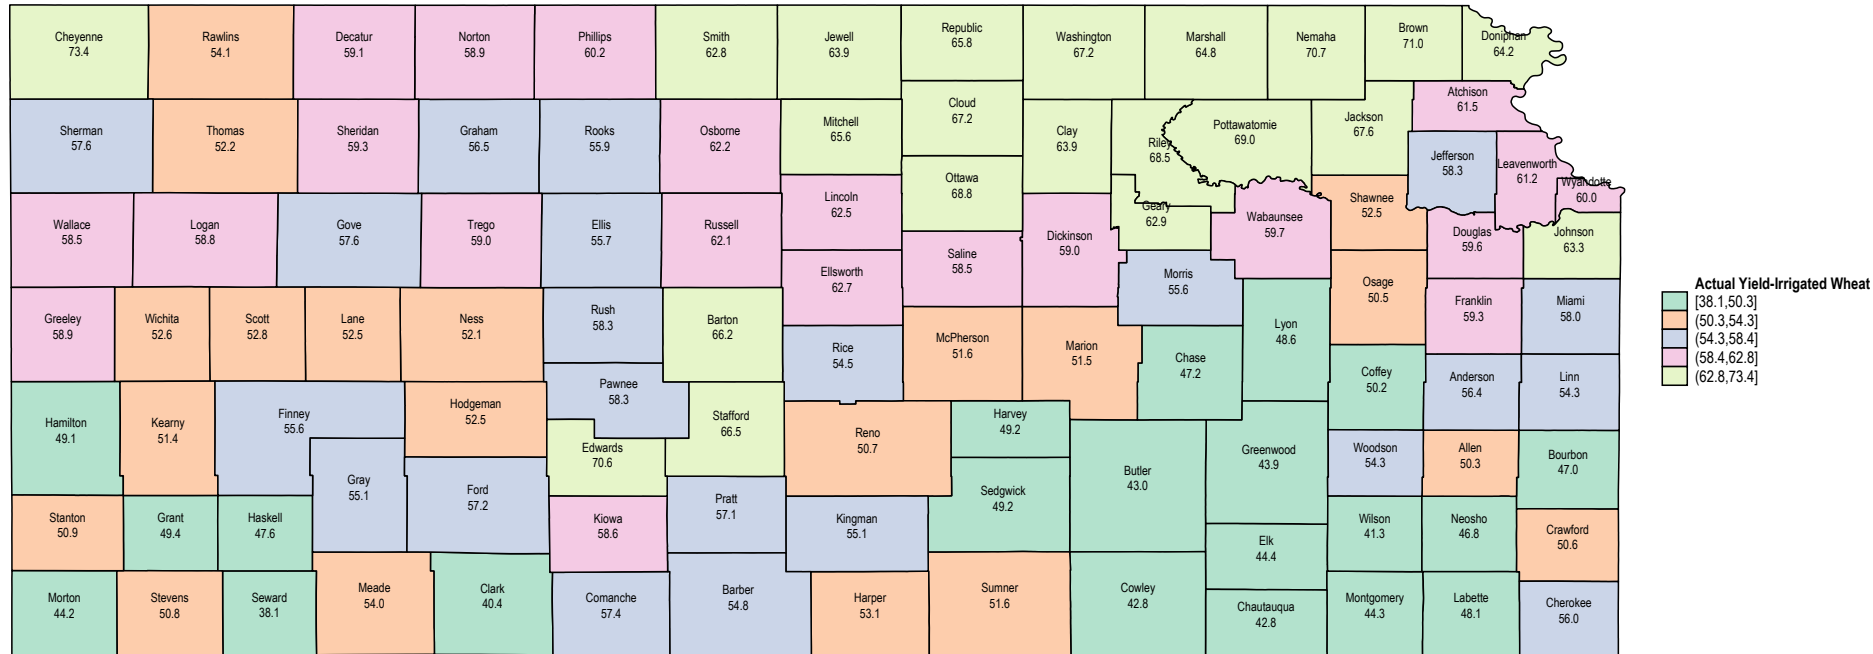 Cheyenne
73.4
Rawlins
54.1
Decatur
59.1
Norton
58.9
Phillips
60.2
Smith
62.8
Jewell
63.9
Republic
65.8
Washington
67.2
Marshall
64.8
Nemaha
70.7
Brown
71.0
Doniphan
64.2
Sherman
57.6
Thomas
52.2
Sheridan
59.3
Graham
56.5
Rooks
55.9
Osborne
62.2
Mitchell
65.6
Cloud
67.2
Clay
63.9
Riley
68.5
Pottawatomie
69.0
Jackson
67.6
Atchison
61.5
Jefferson
58.3
Leavenworth
61.2
Wyandotte
60.0
Wallace
58.5
Logan
58.8
Gove
57.6
Trego
59.0
Ellis
55.7
Russell
62.1
Lincoln
62.5
Ottawa
68.8
Saline
58.5
Dickinson
59.0
Geary
62.9
Wabaunsee
59.7
Shawnee
52.5
Douglas
59.6
Johnson
63.3
Ellsworth
62.7
Morris
55.6
Osage
50.5
Franklin
59.3
Miami
58.0
Greeley
58.9
Wichita
52.6
Scott
52.8
Lane
52.5
Ness
52.1
Rush
58.3
Barton
66.2
Rice
54.5
McPherson
51.6
Marion
51.5
Chase
47.2
Lyon
48.6
Coffey
50.2
Anderson
56.4
Linn
54.3
Hamilton
49.1
Kearny
51.4
Finney
55.6
Hodgeman
52.5
Pawnee
58.3
Stafford
66.5
Edwards
70.6
Reno
50.7
Harvey
49.2
Butler
43.0
Greenwood
43.9
Woodson
54.3
Allen
50.3
Bourbon
47.0
Gray
55.1
Ford
57.2
Pratt
57.1
Kiowa
58.6
Kingman
55.1
Sedgwick
49.2
Stanton
50.9
Grant
49.4
Haskell
47.6
Elk
44.4
Wilson
41.3
Neosho
46.8
Crawford
50.6
Morton
44.2
Stevens
50.8
Seward
38.1
Meade
54.0
Clark
40.4
Comanche
57.4
Barber
54.8
Harper
53.1
Sumner
51.6
Cowley
42.8
Chautauqua
42.8
Montgomery
44.3
Labette
48.1
Cherokee
56.0
Actual Yield-Irrigated Wheat
[38.1,50.3]
(50.3,54.3]
(54.3,58.4]
(58.4,62.8]
(62.8,73.4]